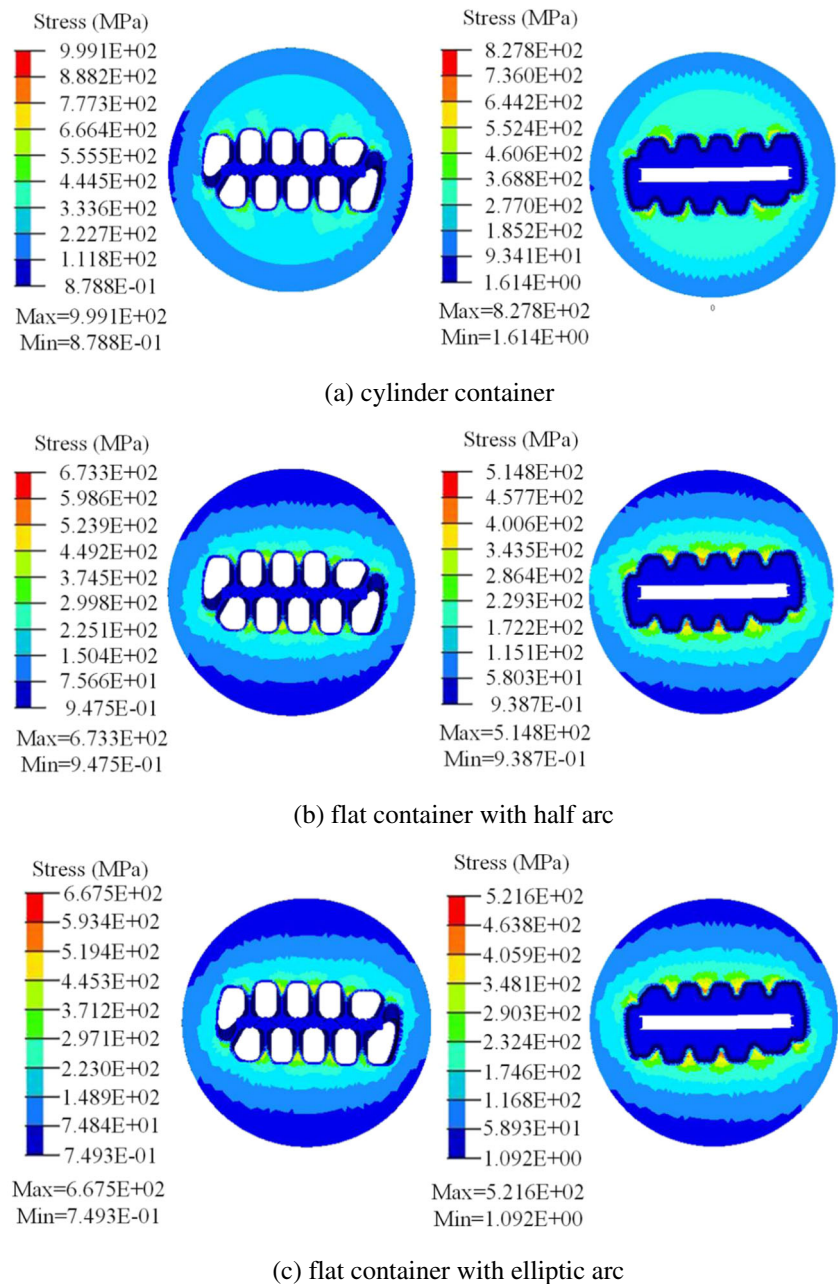 Stress (MPa)
9.991E+02
8.882E+02
7.773E+02
6.664E+02
5.555E+02
4.445E+02
3.336E+02
2.227E+02
1.118E+02
8.788E-01
Max=9.991E+02
Min=8.788E-01
Stress (MPa)
8.278E+02
7.360E+02
6.442E+02
5.524E+02
4.606E+02
3.688E+02
2.770E+02
1.852E+02
9.341E+01
1.614E+00
Max=8.278E+02
Min=1.614E+00
0
(a) cylinder container
Stress (MPa)
6.733E+02
5.986E+02
5.239E+02
4.492E+02
3.745E+02
2.998E+02
2.251E+02
1.504E+02
7.566E+01
9.475E-01
Max=6.733E+02
Min=9.475E-01
Stress (MPa)
5.148E+02
4.577E+02
4.006E+02
3.435E+02
2.864E+02
2.293E+02
1.722E+02
1.151E+02
5.803E+01
9.387E-01
Max=5.148E+02
Min=9.387E-01
(b) flat container with half arc
Stress (MPa)
6.675E+02
5.934E+02
5.194E+02
4.453E+02
3.712E+02
2.971E+02
2.230E+02
1.489E+02
7.484E+01
7.493E-01
Max=6.675E+02
Min=7.493E-01
Stress (MPa)
5.216E+02
4.638E+02
4.059E+02
3.481E+02
2.903E+02
2.324E+02
1.746E+02
1.168E+02
5.893E+01
1.092E+00
Max=5.216E+02
Min=1.092E+00
(c) flat container with elliptic arc